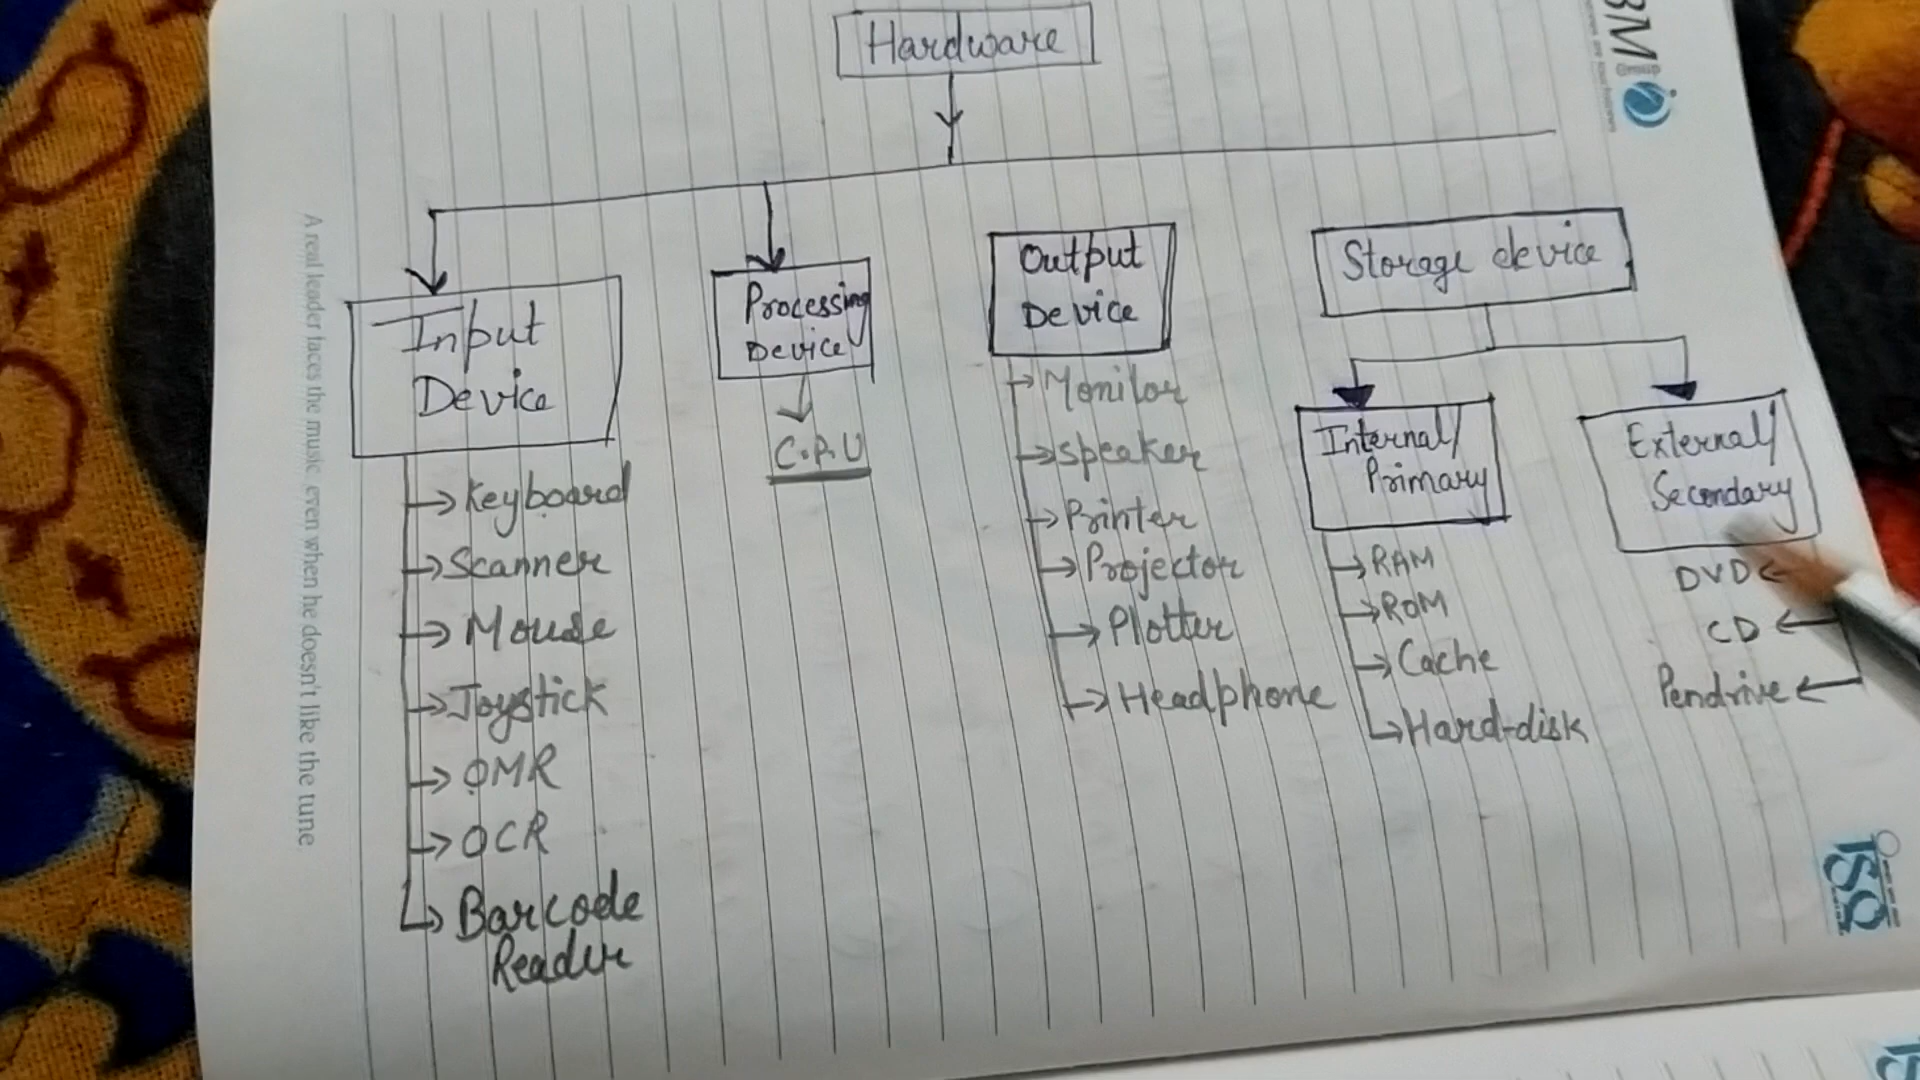 Hardware
Input
Device
Keyboard
Scanner
Mouse
Joystick
OMR
OCR
Barcode
Reader
Processing
Device
C.P.U
Output
Device
Monitor
Speaker
Printer
Projector
Plotter
Headphone
Storage device
Internal/
Primary
RAM
ROM
Cache
Hard-disk
External/
Secondary
DVD
CD
Pendrive
A real leader faces the music, even when he doesn't like the tune.
BM
Group